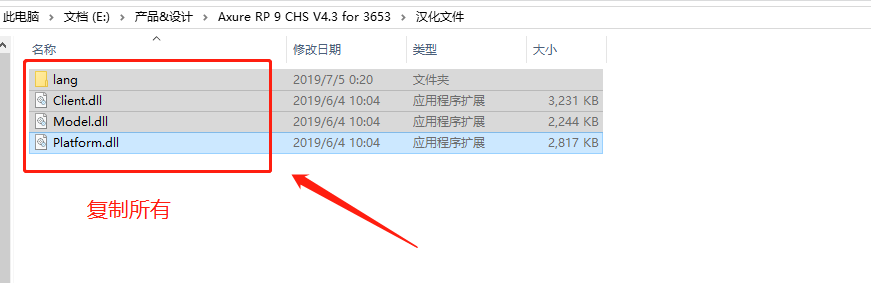 此电脑 > 文档 (E:) > 产品&设计 > Axure RP 9 CHS V4.3 for 3653 > 汉化文件
名称 修改日期 类型 大小
lang 2019/7/5 0:20 文件夹
Client.dll 2019/6/4 10:04 应用程序扩展 3,231 KB
Model.dll 2019/6/4 10:04 应用程序扩展 2,244 KB
Platform.dll 2019/6/4 10:04 应用程序扩展 2,817 KB
复制所有